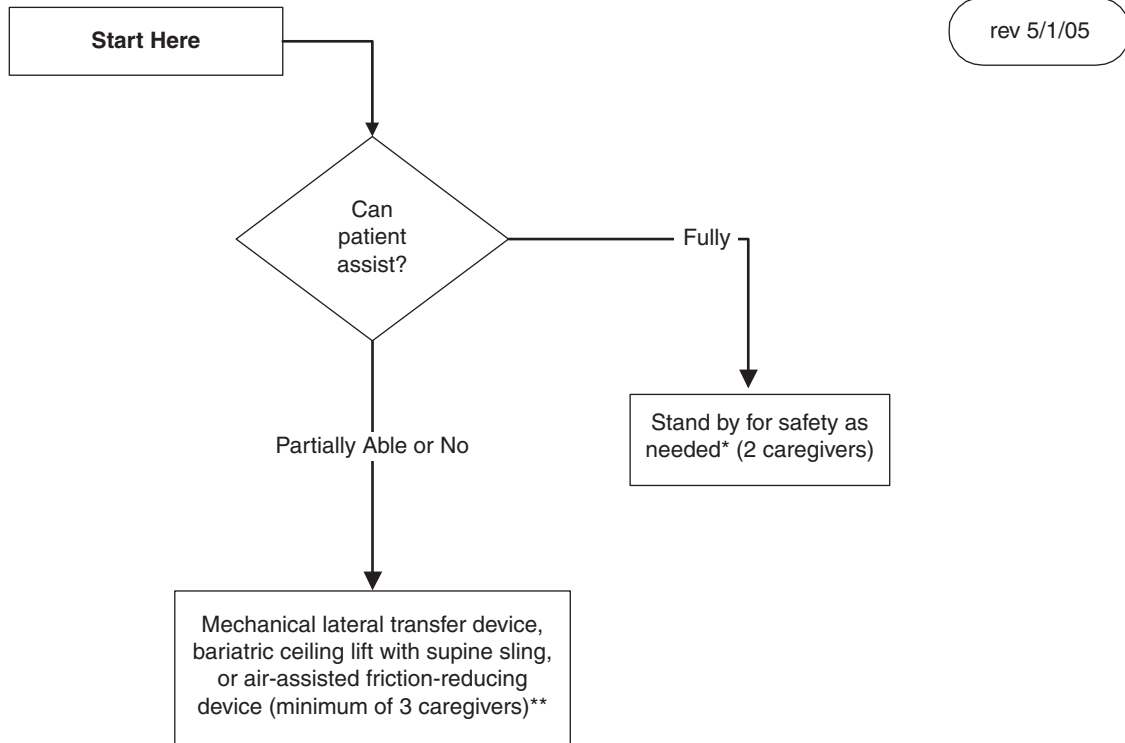 Start Here
rev 5/1/05
Can
patient
assist?
Fully
Stand by for safety as
needed* (2 caregivers)
Partially Able or No
Mechanical lateral transfer device,
bariatric ceiling lift with supine sling,
or air-assisted friction-reducing
device (minimum of 3 caregivers)**